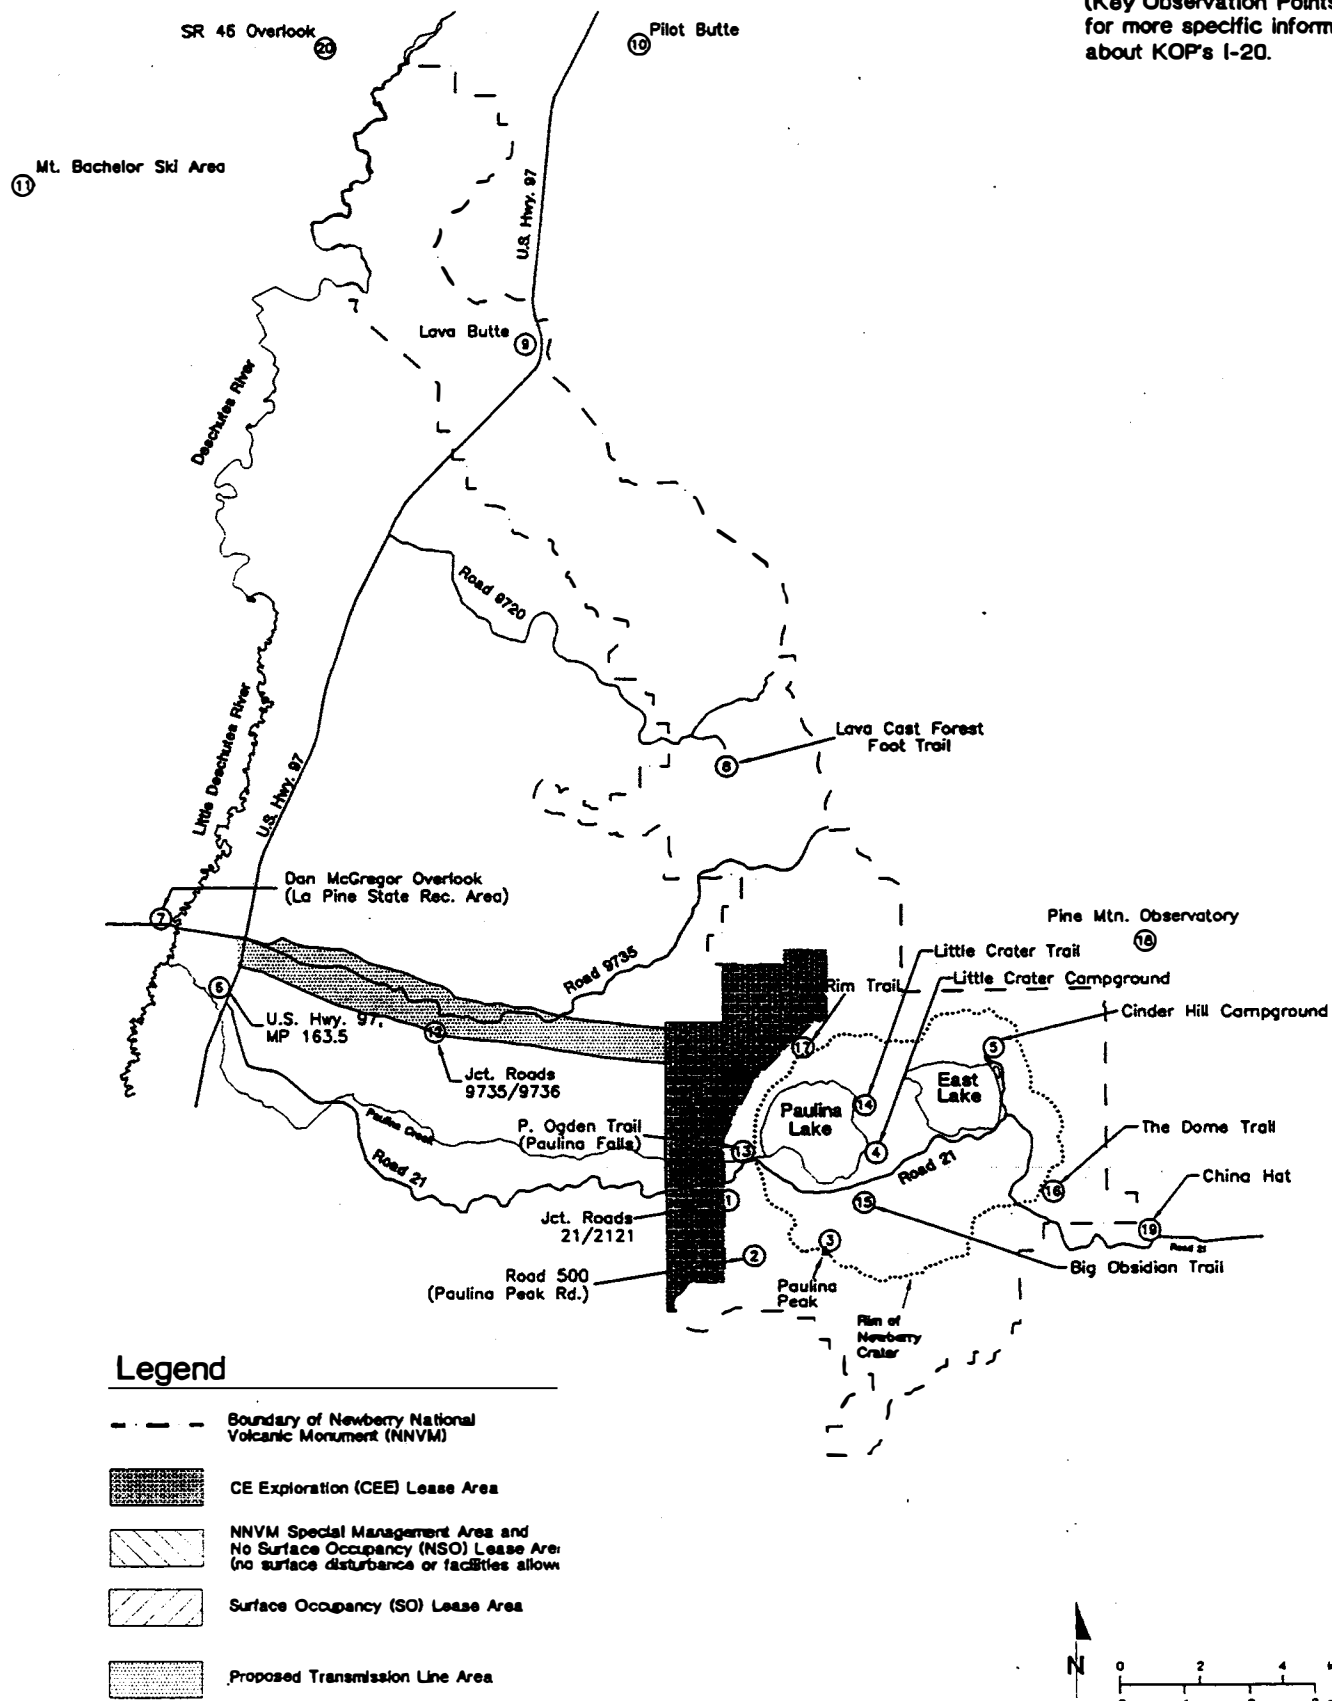 (Key Observation Points
for more specific inform
about KOP's 1-20.
SR 46 Overlook
20
10
Pilot Butte
Mt. Bachelor Ski Area
11
U.S. Hwy. 97
Lava Butte
9
Deschutes River
Road 9720
Little Deschutes River
U.S. Hwy. 97
Lava Cast Forest
Foot Trail
8
Dan McGregor Overlook
(La Pine State Rec. Area)
7
Pine Mtn. Observatory
18
Little Crater Trail
Road 9735
Rim Trail
Little Crater Campground
6
U.S. Hwy. 97,
MP 163.5
12
Cinder Hill Campground
17
5
Jct. Roads
9735/9736
East
Lake
Paulina
Lake
14
Paulina Creek
P. Ogden Trail
(Paulina Falls)
13
4
The Dome Trail
Road 21
Road 21
16
China Hat
1
15
Jct. Roads
21/2121
19
Road 21
2
3
Big Obsidian Trail
Road 500
(Paulina Peak Rd.)
Paulina
Peak
Rim of
Newberry
Crater
Legend
Boundary of Newberry National
Volcanic Monument (NNVM)
CE Exploration (CEE) Lease Area
NNVM Special Management Area and
No Surface Occupancy (NSO) Lease Are
(no surface disturbance or facilities allow
Surface Occupancy (SO) Lease Area
Proposed Transmission Line Area
N
0 2 4